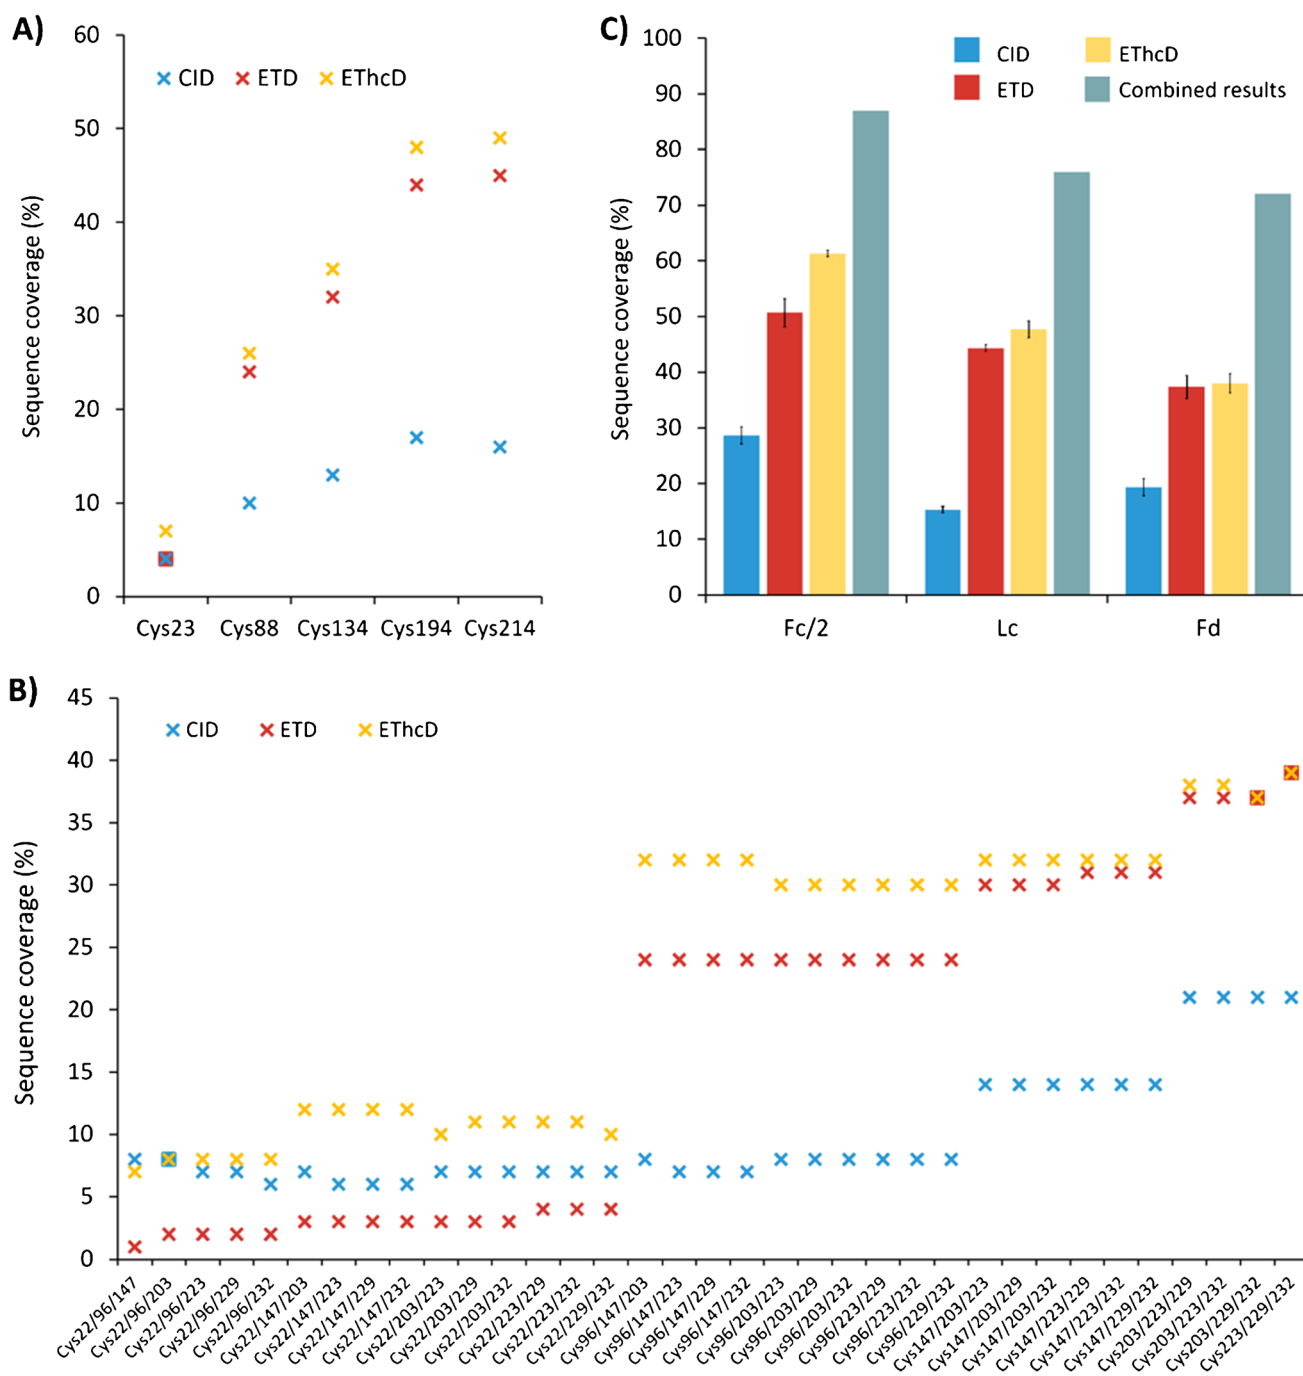 A)
60
50
40
30
20
10
0
Sequence coverage (%)
CID ETD EThcD
Cys23 Cys88 Cys134 Cys194 Cys214
C)
100
90
80
70
60
50
40
30
20
10
0
Sequence coverage (%)
CID EThcD
ETD Combined results
Fc/2 Lc Fd
B)
45
40
35
30
25
20
15
10
5
0
Sequence coverage (%)
CID ETD EThcD
Cys22/96/147
Cys22/96/203
Cys22/96/223
Cys22/96/229
Cys22/96/232
Cys22/147/203
Cys22/147/223
Cys22/147/229
Cys22/147/232
Cys22/203/223
Cys22/203/229
Cys22/203/232
Cys22/223/229
Cys22/223/232
Cys22/229/232
Cys96/147/203
Cys96/147/223
Cys96/147/229
Cys96/147/232
Cys96/203/223
Cys96/203/229
Cys96/203/232
Cys96/223/229
Cys96/223/232
Cys96/229/232
Cys147/203/223
Cys147/203/229
Cys147/203/232
Cys147/223/229
Cys147/223/232
Cys147/229/232
Cys203/223/229
Cys203/223/232
Cys203/229/232
Cys223/229/232